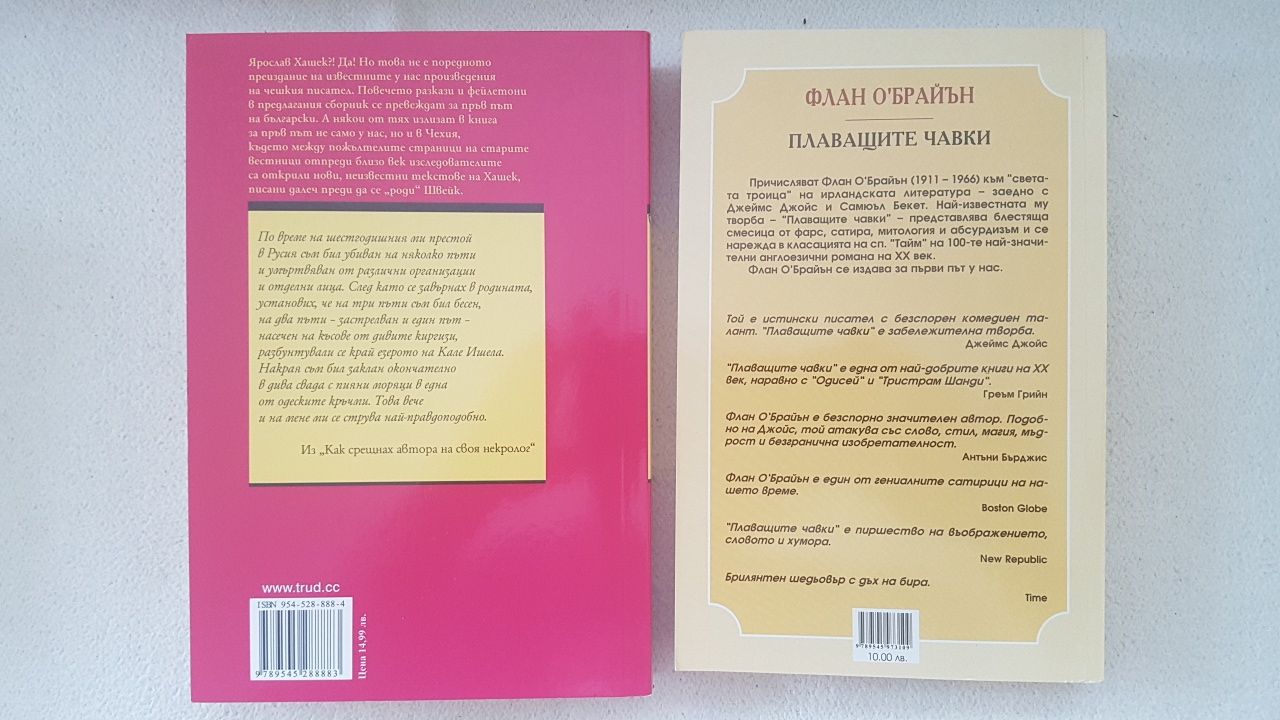 Ярослав Хашек?! Да! Но това не е поредното
преиздание на известните у нас произведения
на чешкия писател. Повечето разкази и фейлетони
в предлагания сборник се превеждат за пръв път
на български. А някои от тях излизат в книга
за пръв път не само у нас, но и в Чехия,
където между пожълтелите страници на старите
вестници отпреди близо век изследователите
са открили нови, неизвестни текстове на Хашек,
писани далеч преди да се „роди“ Швейк.
По време на шестгодишния ми престой
в Русия съм бил убиван на няколко пъти
и умъртвяван от различни организации
и отделни лица. След като се завърнах в родината,
установих, че на три пъти съм бил бесен,
на два пъти – застрелван и един път –
насечен на късове от дивите киргизи,
разбунтували се край езерото на Кале Ишела.
Накрая съм бил заклан окончателно
в дива свада с пияни моряци в една
от одеските кръчми. Това вече
и на мене ми се струва най-правдоподобно.
Из „Как срещнах автора на своя некролог“
www.trud.cc
ISBN 954-528-888-4
9 789545 288883
Цена 14,99 лв.
ФЛАН О'БРАЙЪН
ПЛАВАЩИТЕ ЧАВКИ
Причисляват Флан О'Брайън (1911 – 1966) към "света-
та троица" на ирландската литература – заедно с
Джеймс Джойс и Самюъл Бекет. Най-известната му
творба – "Плаващите чавки" – представлява блестяща
смесица от фарс, сатира, митология и абсурдизъм и се
нарежда в класацията на сп. "Тайм" на 100-те най-значи-
телни англоезични романа на XX век.
Флан О'Брайън се издава за първи път у нас.
Той е истински писател с безспорен комедиен та-
лант. "Плаващите чавки" е забележителна творба.
Джеймс Джойс
"Плаващите чавки" е една от най-добрите книги на XX
век, наравно с "Одисей" и "Тристрам Шанди".
Греъм Грийн
Флан О'Брайън е безспорно значителен автор. Подоб-
но на Джойс, той атакува със слово, стил, магия, мъд-
рост и безгранична изобретателност.
Антъни Бърджис
Флан О'Брайън е един от гениалните сатирици на на-
шето време.
Boston Globe
"Плаващите чавки" е пиршество на въображението,
словото и хумора.
New Republic
Брилянтен шедьовър с дъх на бира.
Time
9 789545 973109
10.00 лв.